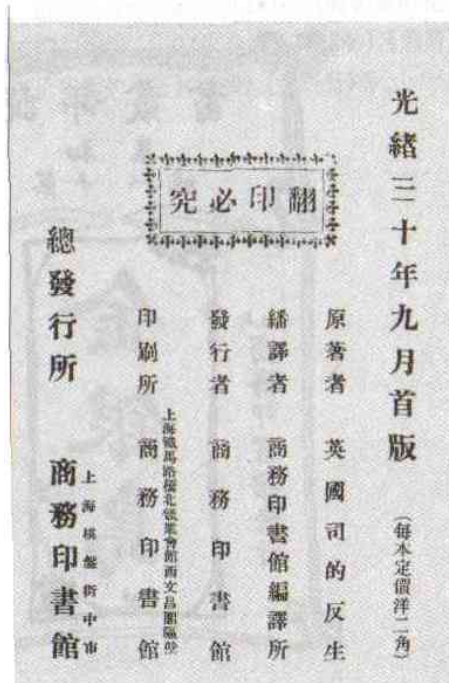 光緒三十年九月首版
（每本定價洋二角）
翻印必究
原著者　英國司的反生
繙譯者　商務印書館編譯所
發行者　商務印書館
印刷所　商務印書館
總發行所　商務印書館
上海棋盤街中市